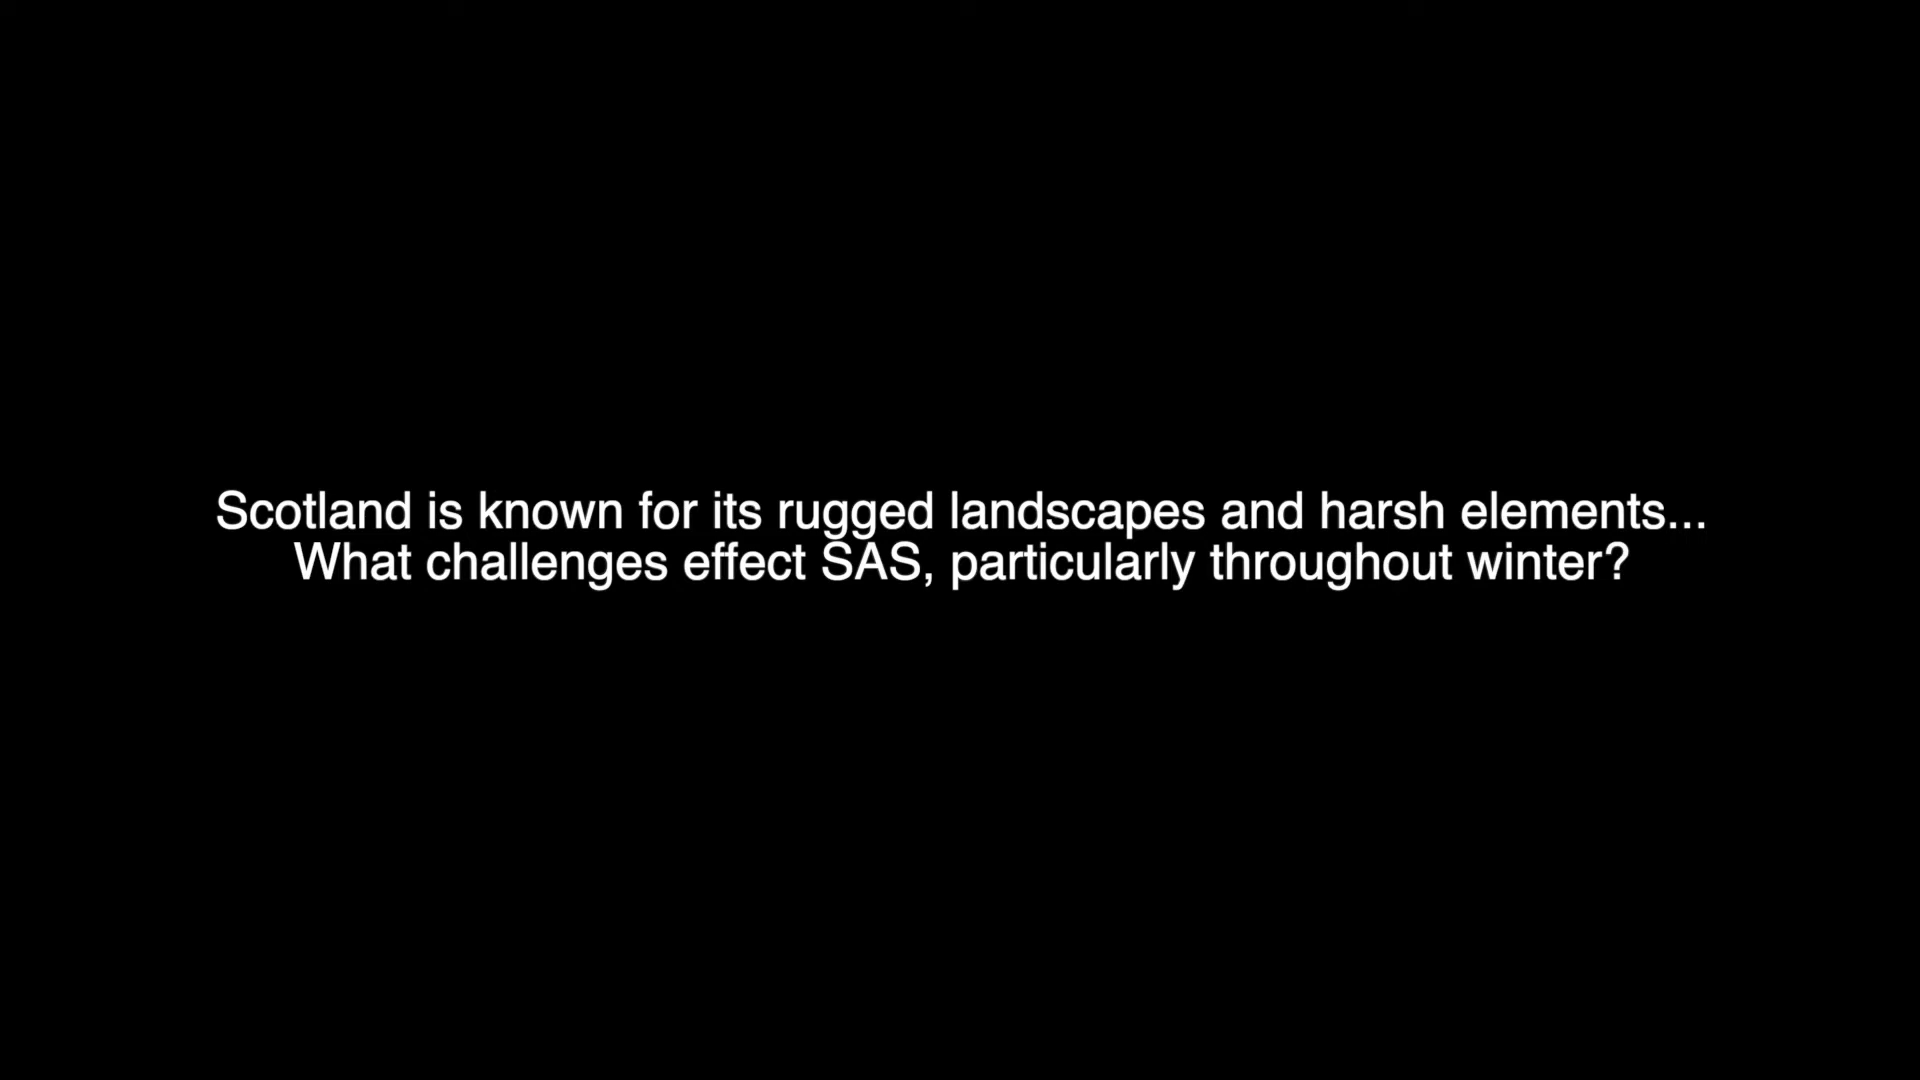 Scotland is known for its rugged landscapes and harsh elements...
What challenges effect SAS, particularly throughout winter?